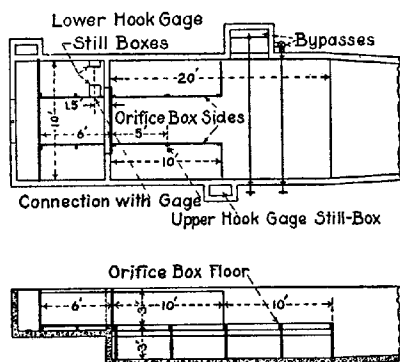 Lower Hook Gage
Still Boxes
Bypasses
20'
1.5'
Orifice Box Sides
10'
6'
5'
10'
Connection with Gage
Upper Hook Gage Still-Box
Orifice Box Floor
6'
10'
10'
3'
3'